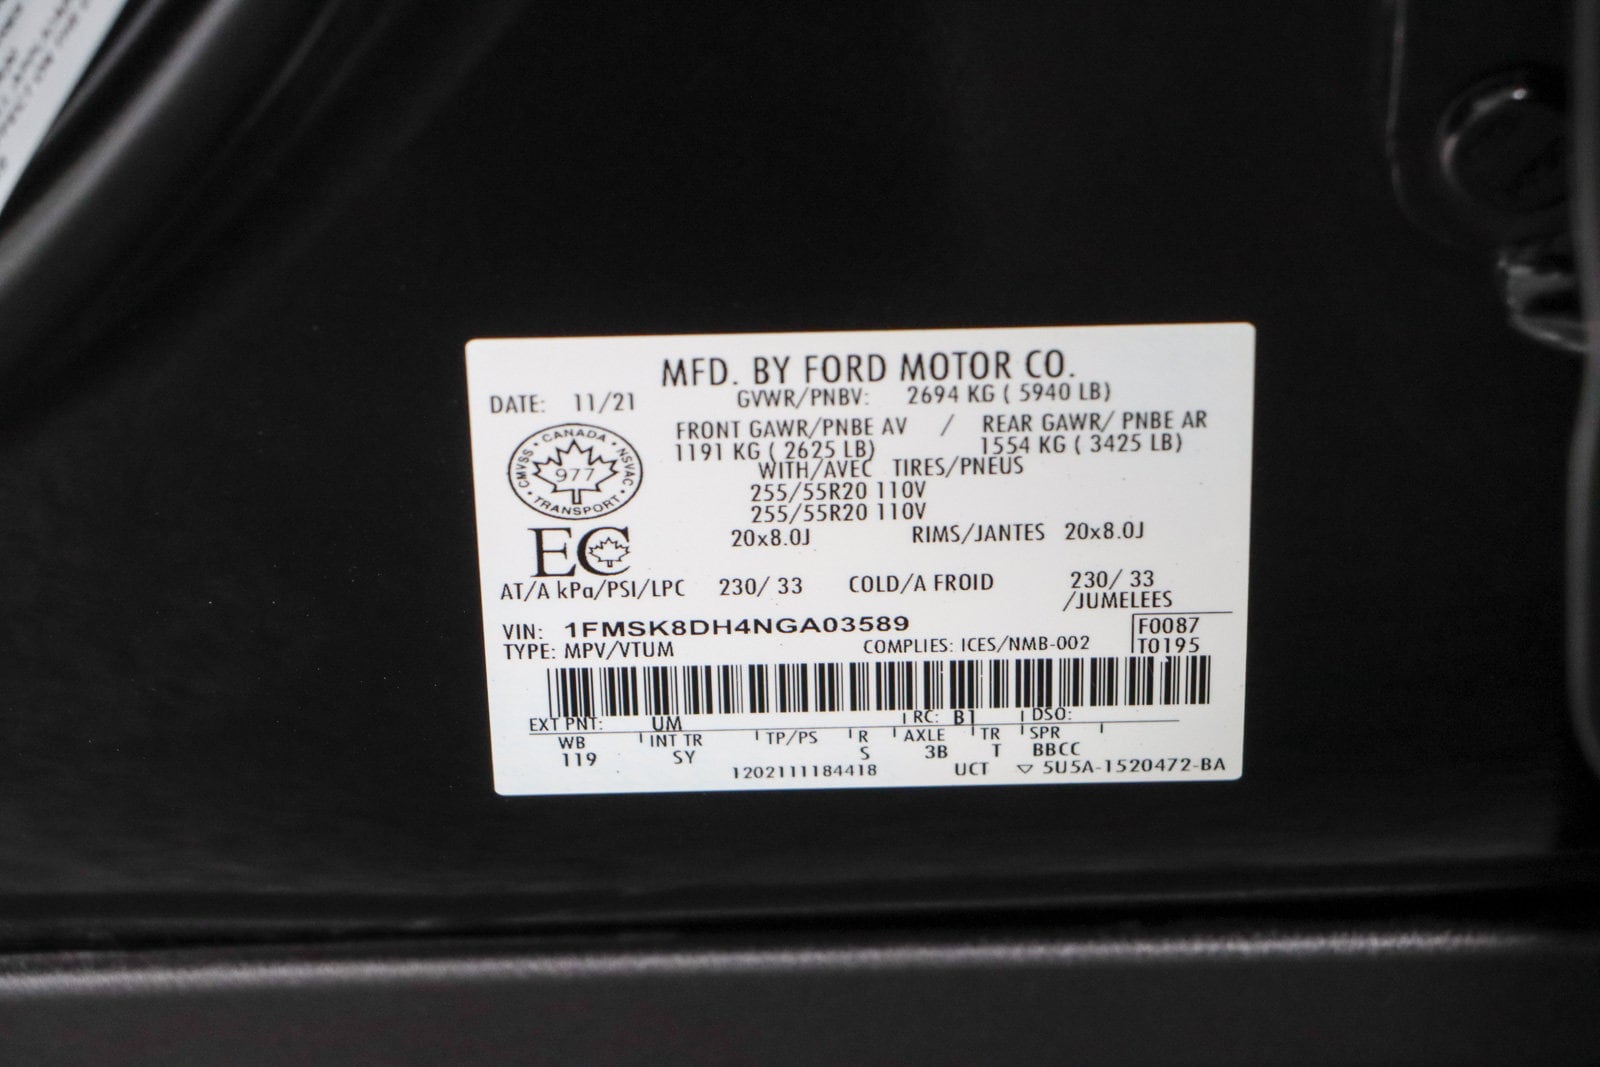 MFD. BY FORD MOTOR CO.
DATE: 11/21
GVWR/PNBV: 2694 KG ( 5940 LB)
FRONT GAWR/PNBE AV / REAR GAWR/ PNBE AR
1191 KG ( 2625 LB) 1554 KG ( 3425 LB)
WITH/AVEC TIRES/PNEUS
255/55R20 110V
255/55R20 110V
20x8.0J RIMS/JANTES 20x8.0J
CANADA
CMVSS 977 NSVAC
TRANSPORT
EC
AT/A kPa/PSI/LPC 230/ 33 COLD/A FROID 230/ 33
/JUMELEES
VIN: 1FMSK8DH4NGA03589 F0087
TYPE: MPV/VTUM COMPLIES: ICES/NMB-002 T0195
EXT PNT: UM RC: B1 DSO:
WB INT TR TP/PS R AXLE TR SPR
119 SY S 3B T BBCC
1202111184418 UCT ▽ 5U5A-1520472-BA